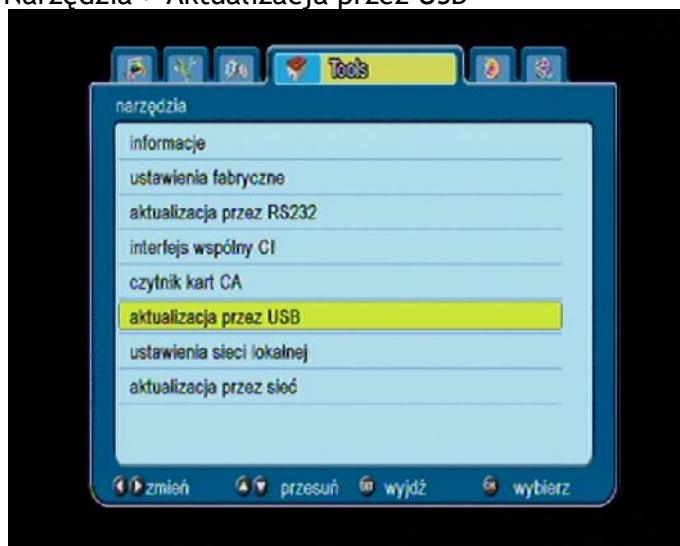 Narzędzia > Aktualizacja przez USB
Tools
narzędzia
informacje
ustawienia fabryczne
aktualizacja przez RS232
interfejs wspólny CI
czytnik kart CA
aktualizacja przez USB
ustawienia sieci lokalnej
aktualizacja przez sieć
zmień przesuń wyjdź wybierz